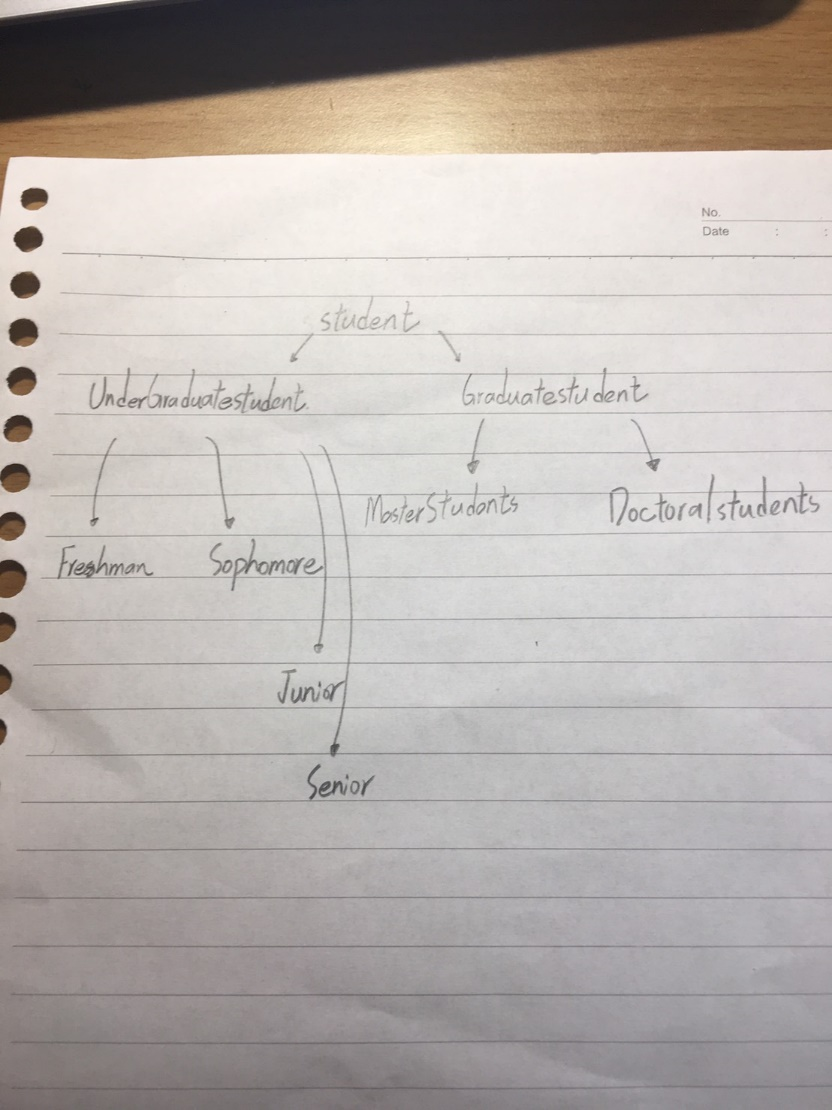 No.
Date : :
student
UnderGraduatestudent.
Graduatestudent
MasterStudents
Doctoralstudents
Freshman
Sophomore
Junior
Senior